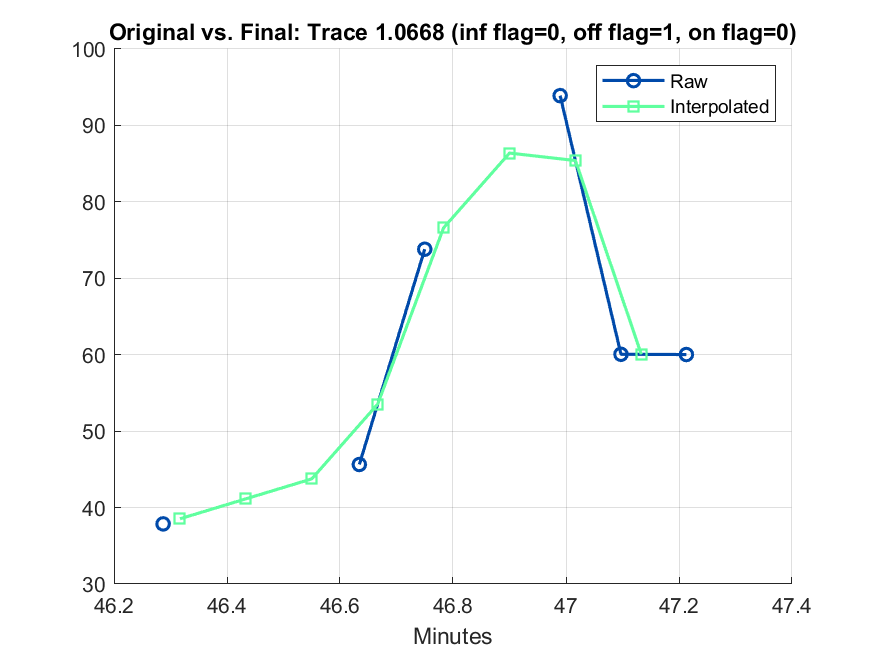 Original vs. Final: Trace 1.0668 (inf flag=0, off flag=1, on flag=0)
Raw
Interpolated
100
90
80
70
60
50
40
30
46.2 46.4 46.6 46.8 47 47.2 47.4
Minutes